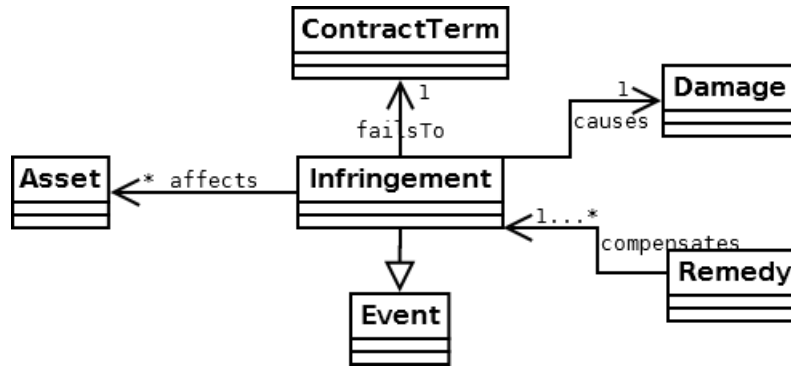 ContractTerm
1
failsTo
1
causes
Damage
Asset
* affects
Infringement
1...*
compensates
Remedy
Event